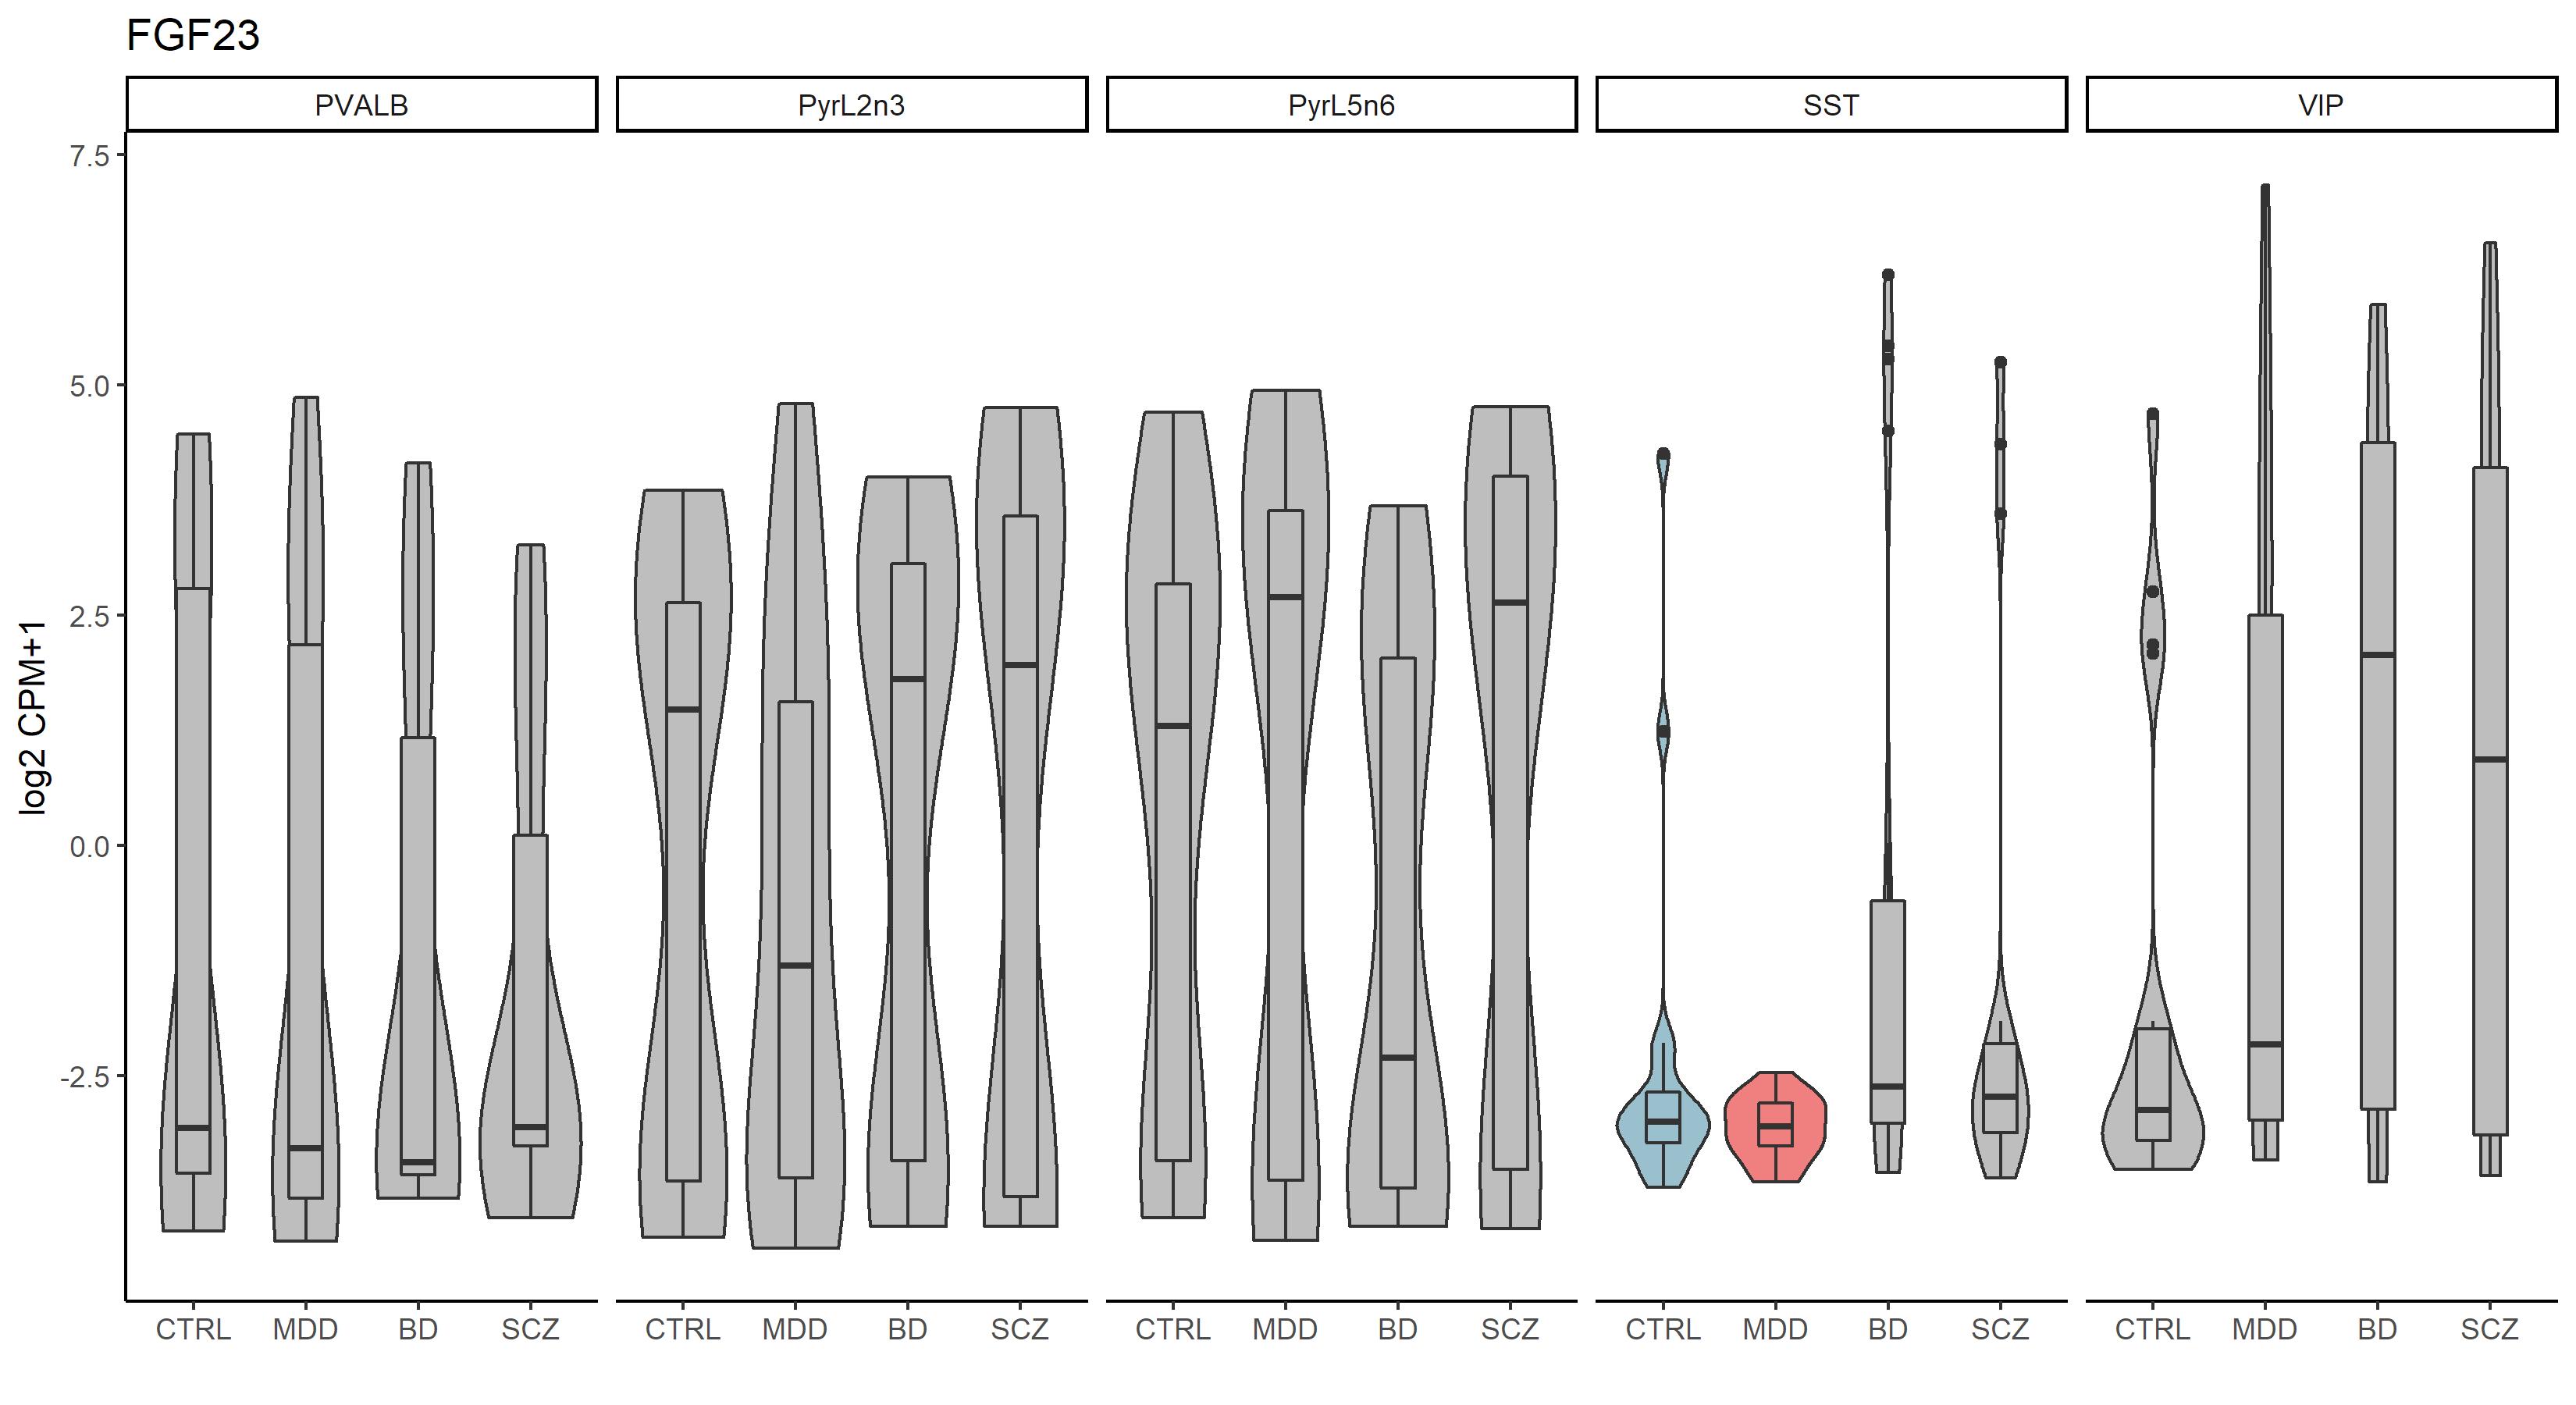 FGF23
PVALB PyrL2n3 PyrL5n6 SST VIP
7.5
5.0
2.5
0.0
-2.5
log2 CPM+1
CTRL MDD BD SCZ CTRL MDD BD SCZ CTRL MDD BD SCZ CTRL MDD BD SCZ CTRL MDD BD SCZ